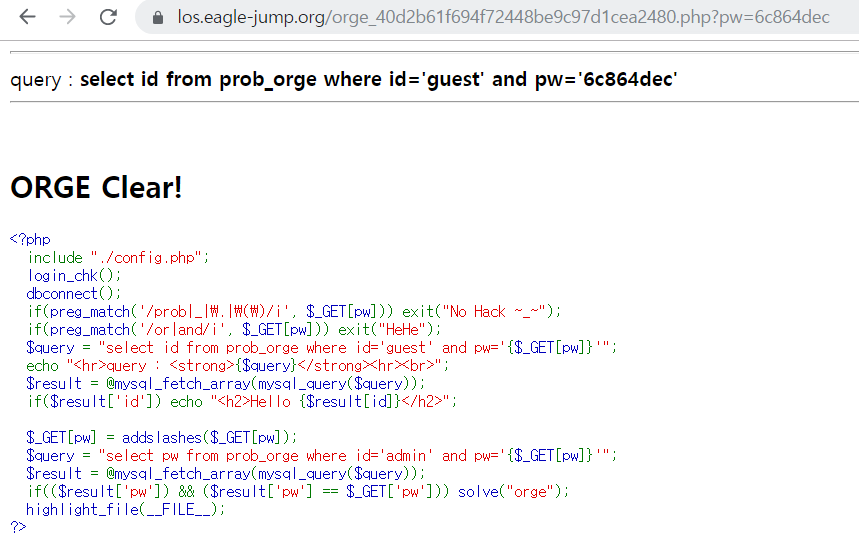 los.eagle-jump.org/orge_40d2b61f694f72448be9c97d1cea2480.php?pw=6c864dec
query : select id from prob_orge where id='guest' and pw='6c864dec'
ORGE Clear!
<?php
  include "./config.php";
  login_chk();
  dbconnect();
  if(preg_match('/prob|_|₩.|₩(₩)/i', $_GET[pw])) exit("No Hack ~_~");
  if(preg_match('/or|and/i', $_GET[pw])) exit("HeHe");
  $query = "select id from prob_orge where id='guest' and pw='{$_GET[pw]}'";
  echo "<hr>query : <strong>{$query}</strong><hr><br>";
  $result = @mysql_fetch_array(mysql_query($query));
  if($result['id']) echo "<h2>Hello {$result[id]}</h2>";

  $_GET[pw] = addslashes($_GET[pw]);
  $query = "select pw from prob_orge where id='admin' and pw='{$_GET[pw]}'";
  $result = @mysql_fetch_array(mysql_query($query));
  if(($result['pw']) && ($result['pw'] == $_GET['pw'])) solve("orge");
  highlight_file(__FILE__);
?>